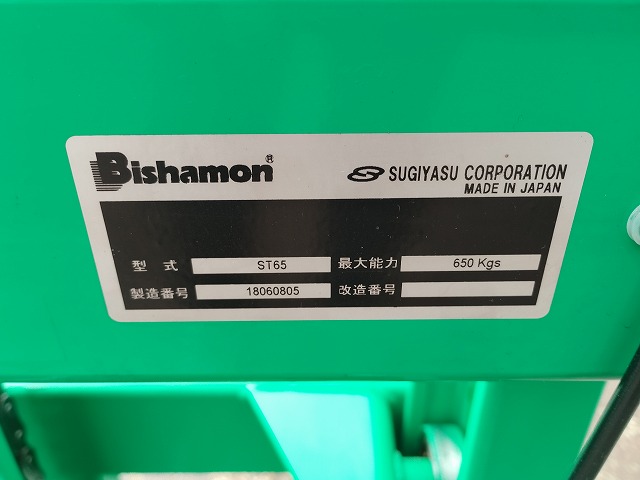 Bishamon®
SUGIYASU CORPORATION
MADE IN JAPAN
型式 ST65 最大能力 650 Kgs
製造番号 18060805 改造番号